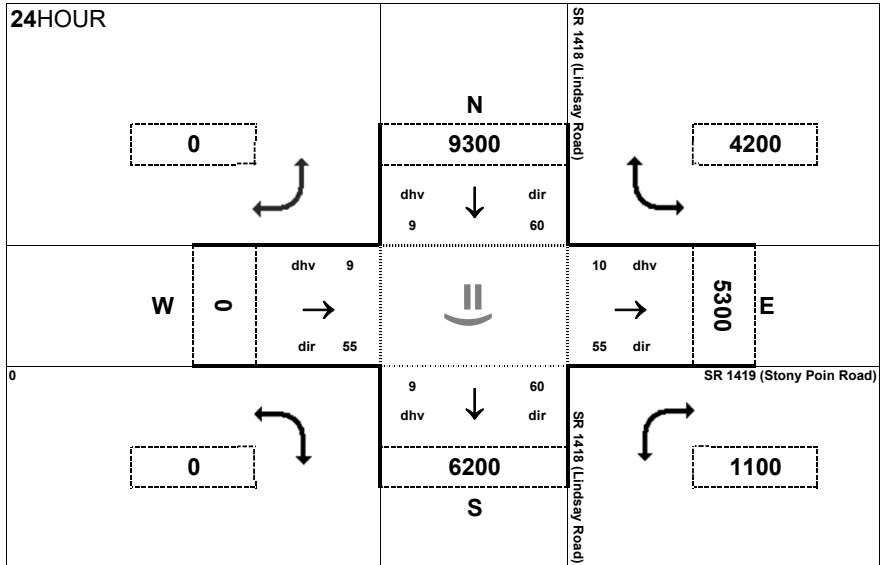 24HOUR
SR 1418 (Lindsay Road)
N
0
9300
4200
dhv
dir
9
60
dhv 9
10 dhv
W
0
5300
E
dir 55
55 dir
0
SR 1419 (Stony Poin Road)
9
60
dhv
dir
SR 1418 (Lindsay Road)
0
6200
1100
S